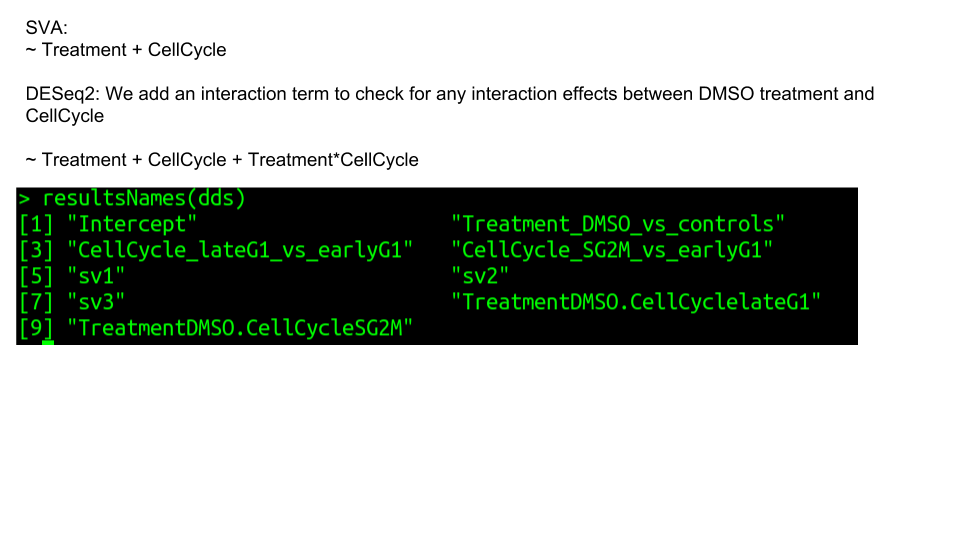 SVA:
~ Treatment + CellCycle
DESeq2: We add an interaction term to check for any interaction effects between DMSO treatment and
CellCycle
~ Treatment + CellCycle + Treatment*CellCycle
> resultsNames(dds)
[1] "Intercept" "Treatment_DMSO_vs_controls"
[3] "CellCycle_lateG1_vs_earlyG1" "CellCycle_SG2M_vs_earlyG1"
[5] "sv1" "sv2"
[7] "sv3" "TreatmentDMSO.CellCyclelateG1"
[9] "TreatmentDMSO.CellCycleSG2M"